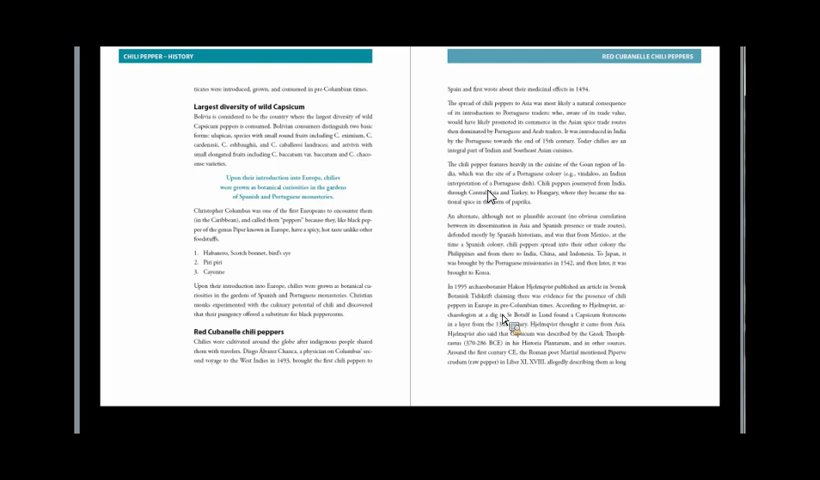 CHILI PEPPER – HISTORY
ticates were introduced, grown, and consumed in pre-Columbian times.
Largest diversity of wild Capsicum
Bolivia is considered to be the country where the largest diversity of wild
Capsicum peppers is consumed. Bolivian consumers distinguish two basic
forms: ulupicas, species with small round fruits including C. eximium, C.
cardenasii, C. eshbaughii, and C. caballeroi landraces; and arivivis with
small elongated fruits including C. baccatum var. baccatum and C. chaco-
ense varieties.
Upon their introduction into Europe, chilies
were grown as botanical curiosities in the gardens
of Spanish and Portuguese monasteries.
Christopher Columbus was one of the first Europeans to encounter them
(in the Caribbean), and called them "peppers" because they, like black pep-
per of the genus Piper known in Europe, have a spicy, hot taste unlike other
foodstuffs.
1. Habanero, Scotch bonnet, bird's eye
2. Piri piri
3. Cayenne
Upon their introduction into Europe, chilies were grown as botanical cu-
riosities in the gardens of Spanish and Portuguese monasteries. Christian
monks experimented with the culinary potential of chili and discovered
that their pungency offered a substitute for black peppercorns.
Red Cubanelle chili peppers
Chilies were cultivated around the globe after indigenous people shared
them with travelers. Diego Álvarez Chanca, a physician on Columbus' sec-
ond voyage to the West Indies in 1493, brought the first chili peppers to
RED CUBANELLE CHILI PEPPERS
Spain and first wrote about their medicinal effects in 1494.
The spread of chili peppers to Asia was most likely a natural consequence
of its introduction to Portuguese traders; who, aware of its trade value,
would have likely promoted its commerce in the Asian spice trade routes
then dominated by Portuguese and Arab traders. It was introduced in India
by the Portuguese towards the end of 15th century. Today chilies are an
integral part of Indian and Southeast Asian cuisines.
The chili pepper features heavily in the cuisine of the Goan region of In-
dia, which was the site of a Portuguese colony (e.g., vindaloo, an Indian
interpretation of a Portuguese dish). Chili peppers journeyed from India,
through Central Asia and Turkey, to Hungary, where they became the na-
tional spice in the form of paprika.
An alternate, although not so plausible account (no obvious correlation
between its dissemination in Asia and Spanish presence or trade routes),
defended mostly by Spanish historians, and was that from Mexico, at the
time a Spanish colony, chili peppers spread into their other colony the
Philippines and from there to India, China, and Indonesia. To Japan, it
was brought by the Portuguese missionaries in 1542, and then later, it was
brought to Korea.
In 1995 archaeobotanist Hakon Hjelmqvist published an article in Svensk
Botanisk Tidskrift claiming there was evidence for the presence of chili
peppers in Europe in pre-Columbian times. According to Hjelmqvist, ar-
chaeologists at a dig in St Botulf in Lund found a Capsicum frutescens
in a layer from the 13th century. Hjelmqvist thought it came from Asia.
Hjelmqvist also said that Capsicum was described by the Greek Theoph-
rastus (370-286 BCE) in his Historia Plantarum, and in other sources.
Around the first century CE, the Roman poet Martial mentioned Piperve
crudum (raw pepper) in Liber XI, XVIII, allegedly describing them as long